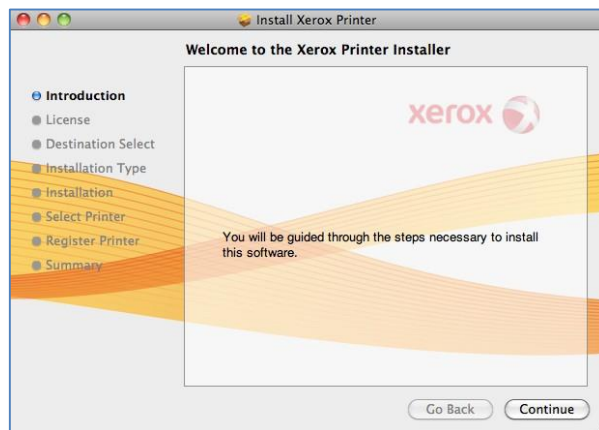 Install Xerox Printer
Welcome to the Xerox Printer Installer
Introduction
License
Destination Select
Installation Type
Installation
Select Printer
Register Printer
Summary
xerox
You will be guided through the steps necessary to install
this software.
Go Back
Continue